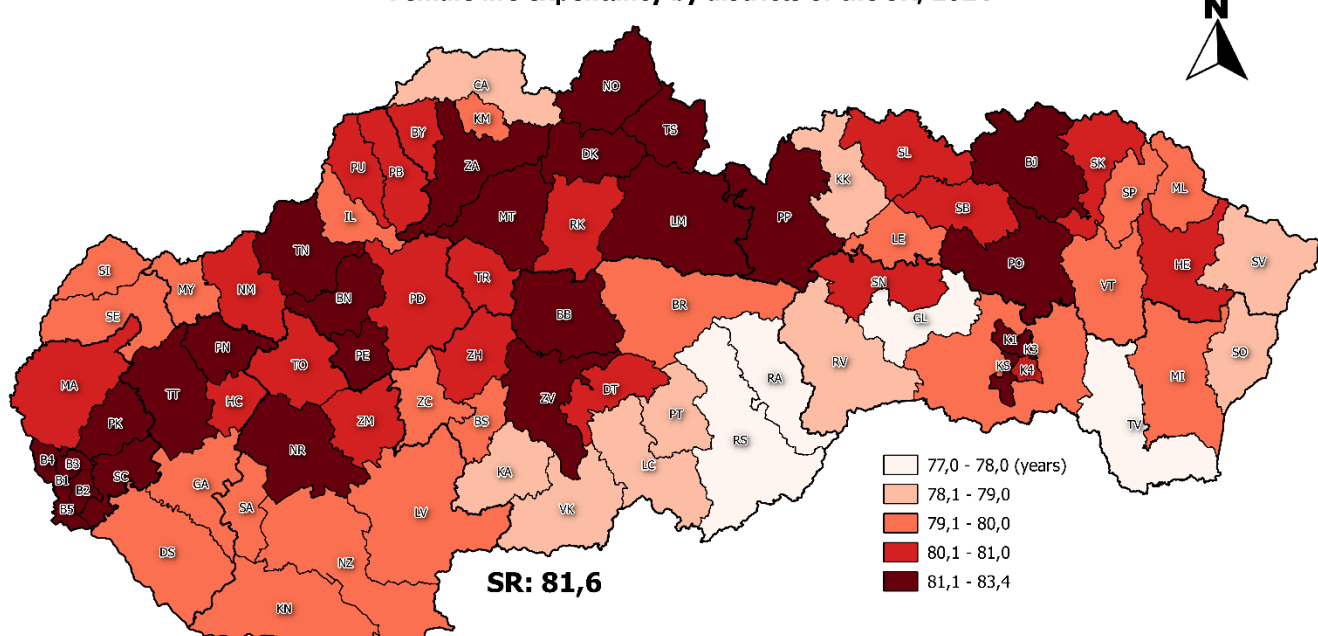 N
CA
NO
KM
TS
BY
ZA
DK
PU
PB
SL
BJ
SK
KK
ML
SP
IL
MT
RK
LM
PP
SB
LE
TN
PO
HE
SV
SI
MY
NM
BN
PD
TR
BR
SN
VT
SE
BB
GL
PN
PE
TO
ZH
K1
K3
KS
K4
SO
MA
TT
HC
ZM
ZC
ZV
DT
RA
RV
MI
PK
BS
PT
TV
NR
RS
B4
B3
B1
B2
B5
SC
GA
SA
LV
KA
LC
VK
DS
NZ
KN
SR: 81,6
77,0 - 78,0 (years)
78,1 - 79,0
79,1 - 80,0
80,1 - 81,0
81,1 - 83,4